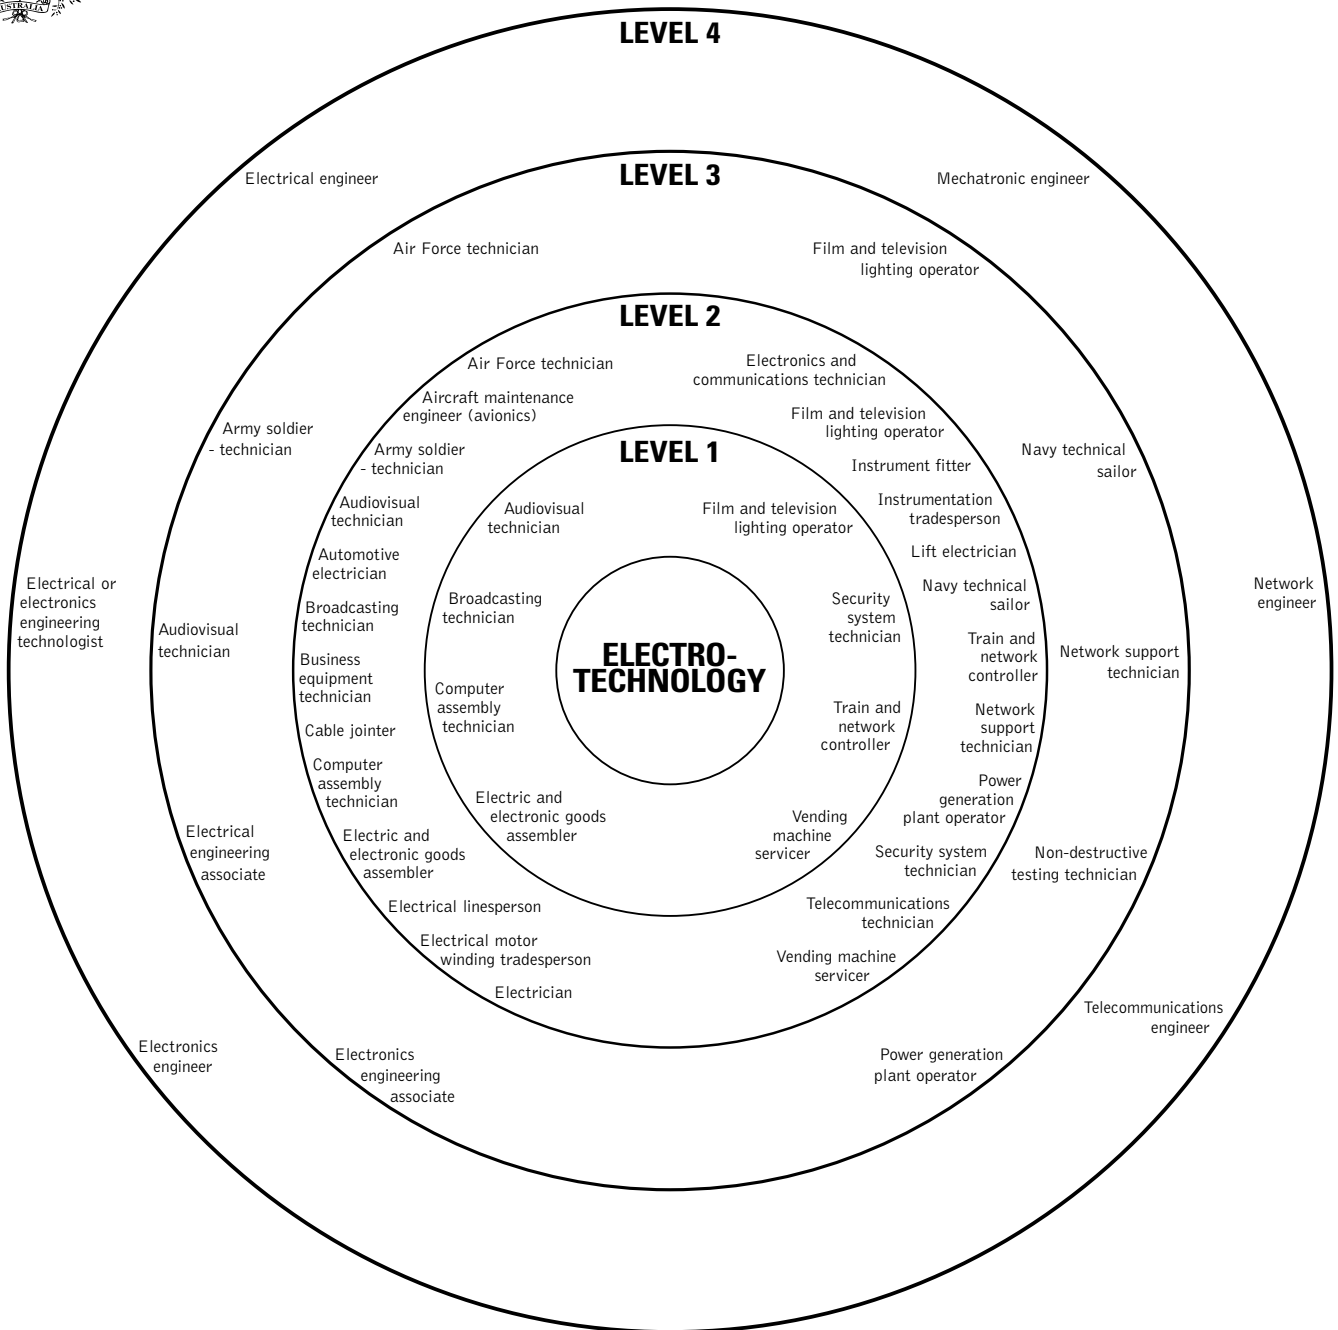 AUSTRALIA
LEVEL 4
Electrical engineer
Mechatronic engineer
Electrical or
electronics
engineering
technologist
Network
engineer
Electronics
engineer
Telecommunications
engineer
LEVEL 3
Air Force technician
Film and television
lighting operator
Army soldier
- technician
Navy technical
sailor
Audiovisual
technician
Network support
technician
Electrical
engineering
associate
Non-destructive
testing technician
Electronics
engineering
associate
Power generation
plant operator
LEVEL 2
Air Force technician
Aircraft maintenance
engineer (avionics)
Army soldier
- technician
Audiovisual
technician
Automotive
electrician
Broadcasting
technician
Business
equipment
technician
Cable jointer
Computer
assembly
technician
Electric and
electronic goods
assembler
Electrical linesperson
Electrical motor
winding tradesperson
Electrician
Electronics and
communications technician
Film and television
lighting operator
Instrument fitter
Instrumentation
tradesperson
Lift electrician
Navy technical
sailor
Train and
network
controller
Network
support
technician
Power
generation
plant operator
Security system
technician
Telecommunications
technician
Vending machine
servicer
LEVEL 1
Audiovisual
technician
Broadcasting
technician
Computer
assembly
technician
Electric and
electronic goods
assembler
Film and television
lighting operator
Security
system
technician
Train and
network
controller
Vending
machine
servicer
ELECTRO-
TECHNOLOGY